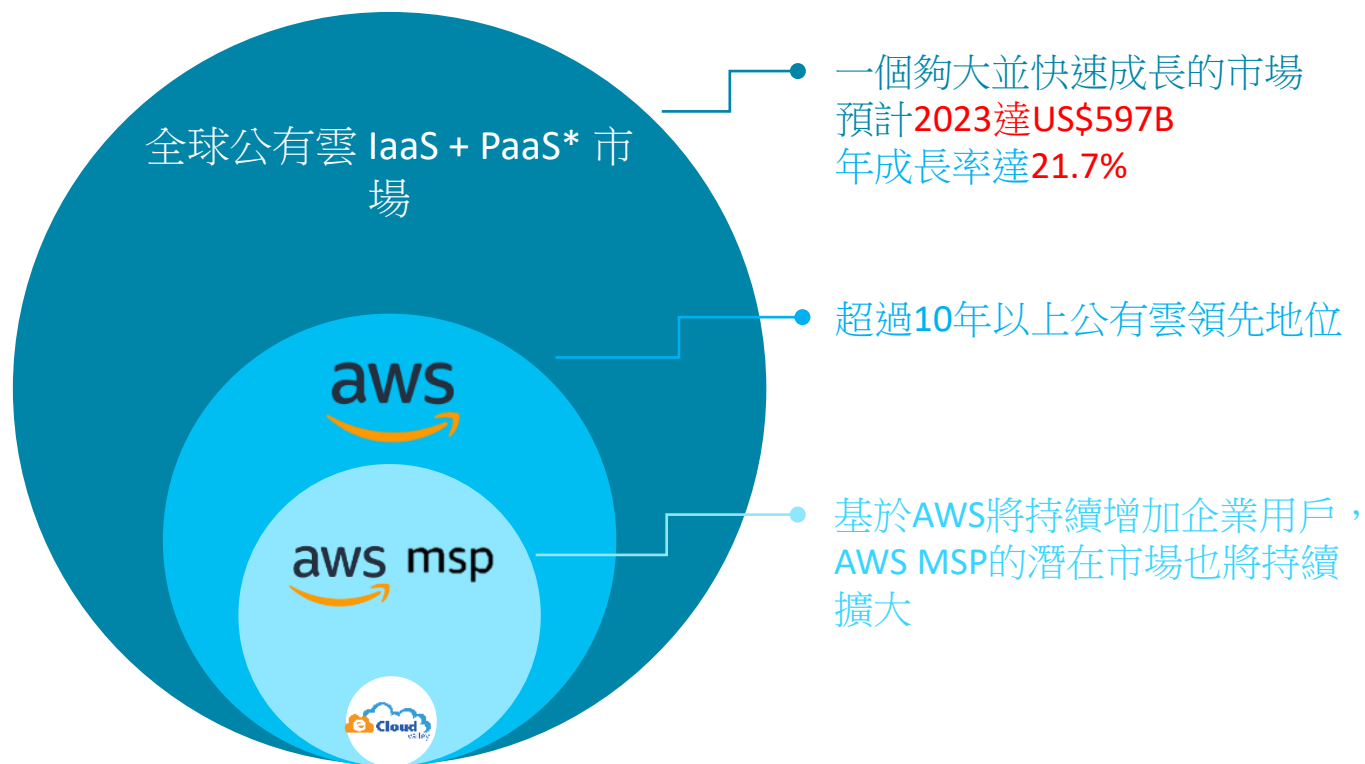 全球公有雲 IaaS + PaaS* 市
場
一個夠大並快速成長的市場
預計2023達US$597B
年成長率達21.7%
aws
超過10年以上公有雲領先地位
aws msp
基於AWS將持續增加企業用戶，
AWS MSP的潛在市場也將持續
擴大
e Cloud
valley